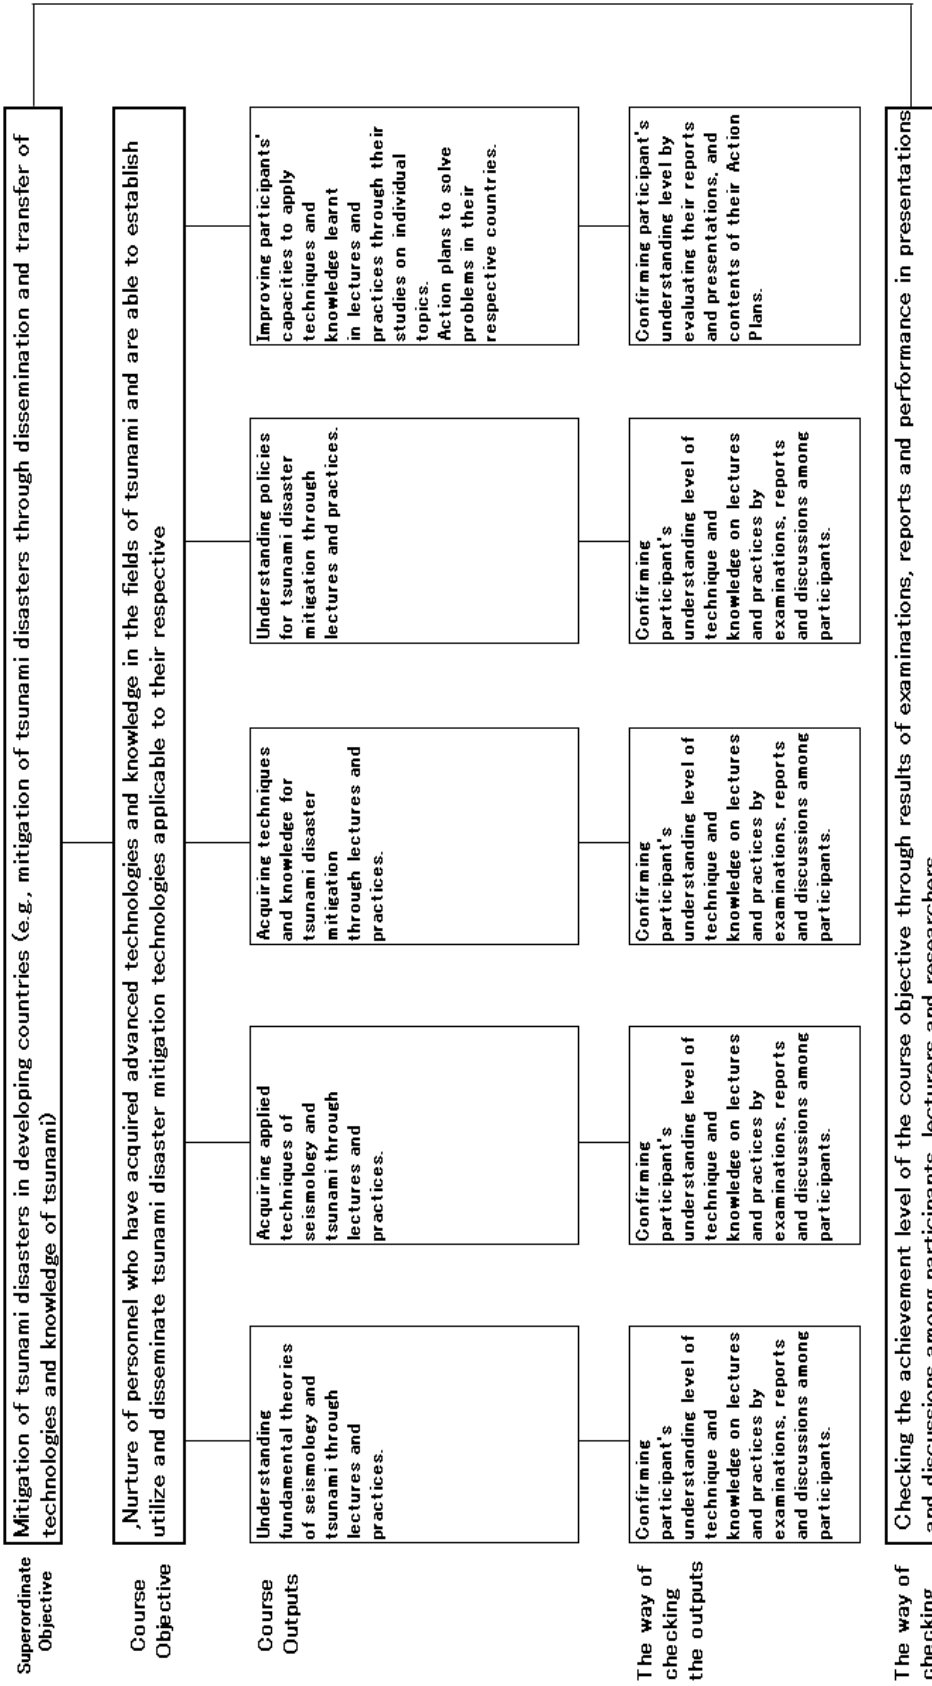 Superordinate
Objective
Mitigation of tsunami disasters in developing countries (e.g., mitigation of tsunami disasters through dissemination and transfer of
technologies and knowledge of tsunami)
Course
Objective
,Nurture of personnel who have acquired advanced technologies and knowledge in the fields of tsunami and are able to establish
utilize and disseminate tsunami disaster mitigation technologies applicable to their respective
Course
Outputs
Understanding
fundamental theories
of seismology and
tsunami through
lectures and
practices.
Acquiring applied
techniques of
seismology and
tsunami through
lectures and
practices.
Acquiring techniques
and knowledge for
tsunami disaster
mitigation
through lectures and
practices.
Understanding policies
for tsunami disaster
mitigation through
lectures and practices.
Improving participants'
capacities to apply
techniques and
knowledge learnt
in lectures and
practices through their
studies on individual
topics.
Action plans to solve
problems in their
respective countries.
The way of
checking
the outputs
Confirming
participant's
understanding level of
technique and
knowledge on lectures
and practices by
examinations, reports
and discussions among
participants.
Confirming
participant's
understanding level of
technique and
knowledge on lectures
and practices by
examinations, reports
and discussions among
participants.
Confirming
participant's
understanding level of
technique and
knowledge on lectures
and practices by
examinations, reports
and discussions among
participants.
Confirming
participant's
understanding level of
technique and
knowledge on lectures
and practices by
examinations, reports
and discussions among
participants.
Confirming participant's
understanding level by
evaluating their reports
and presentations, and
contents of their Action
Plans.
The way of
checking
Checking the achievement level of the course objective through results of examinations, reports and performance in presentations
and discussions among participants, lecturers and researchers